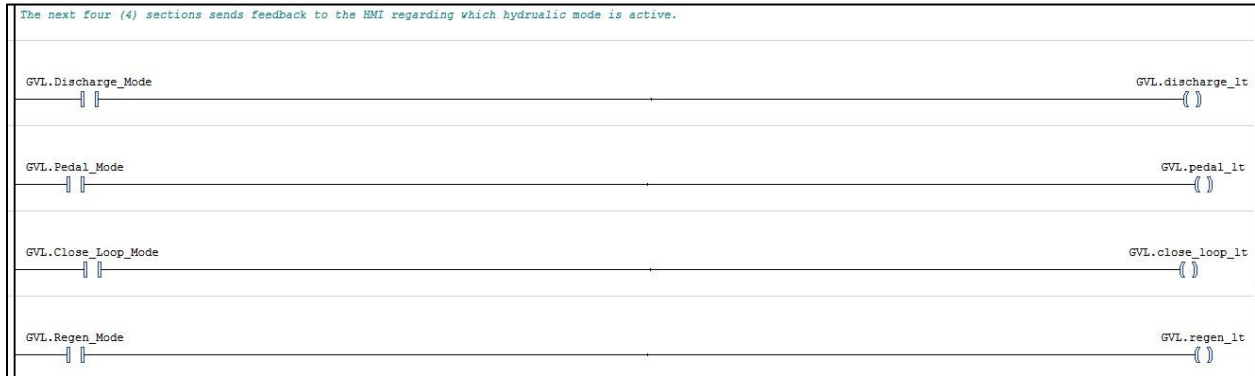 The next four (4) sections sends feedback to the HMI regarding which hydrualic mode is active.
GVL.Discharge_Mode GVL.discharge_lt
GVL.Pedal_Mode GVL.pedal_lt
GVL.Close_Loop_Mode GVL.close_loop_lt
GVL.Regen_Mode GVL.regen_lt